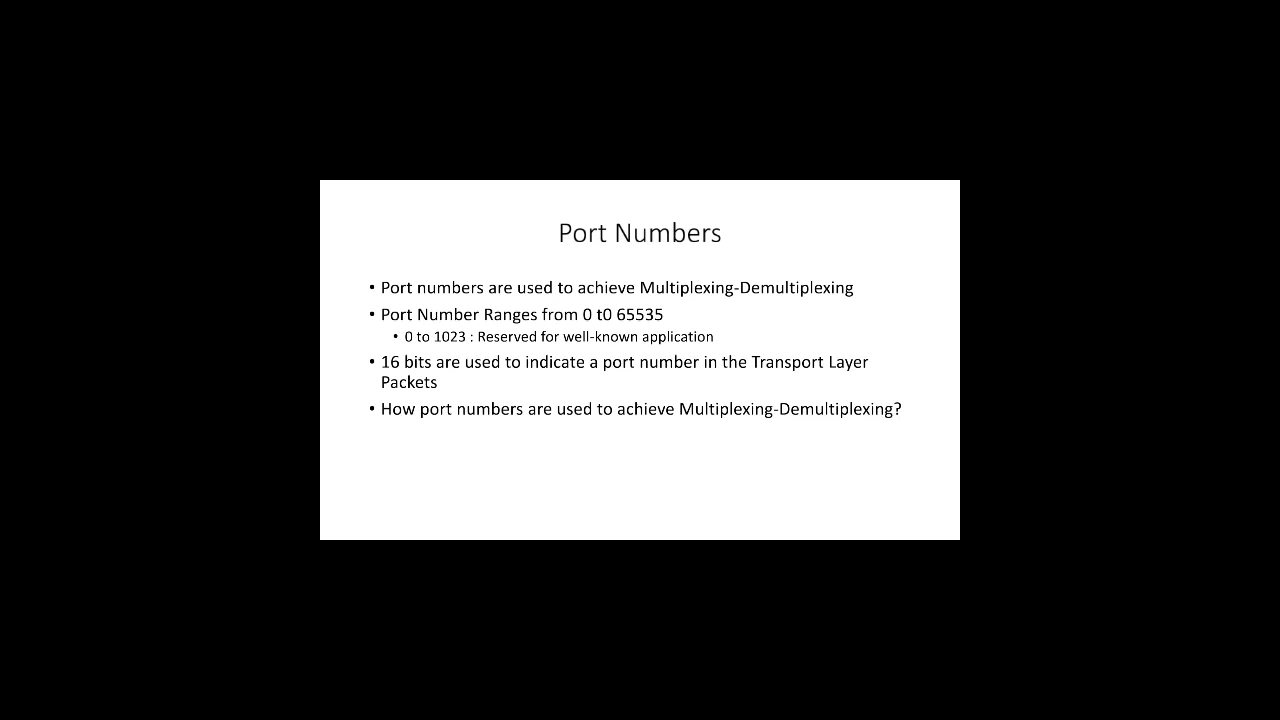 Port Numbers
• Port numbers are used to achieve Multiplexing-Demultiplexing
• Port Number Ranges from 0 t0 65535
• 0 to 1023 : Reserved for well-known application
• 16 bits are used to indicate a port number in the Transport Layer
Packets
• How port numbers are used to achieve Multiplexing-Demultiplexing?